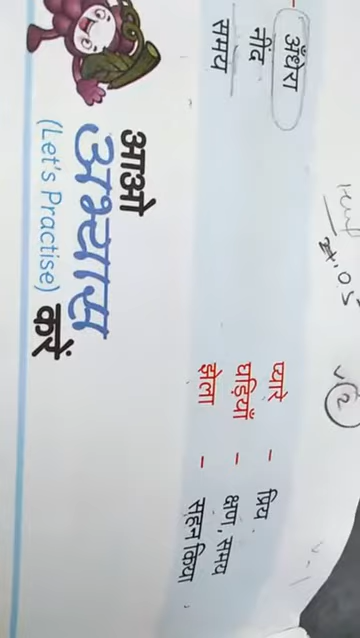 अँधेरा
नींद
समय
प्यारे - प्रिय
घड़ियाँ - क्षण, समय
झेला - सहन किया
आओ
अभ्यास करें
(Let's Practise)